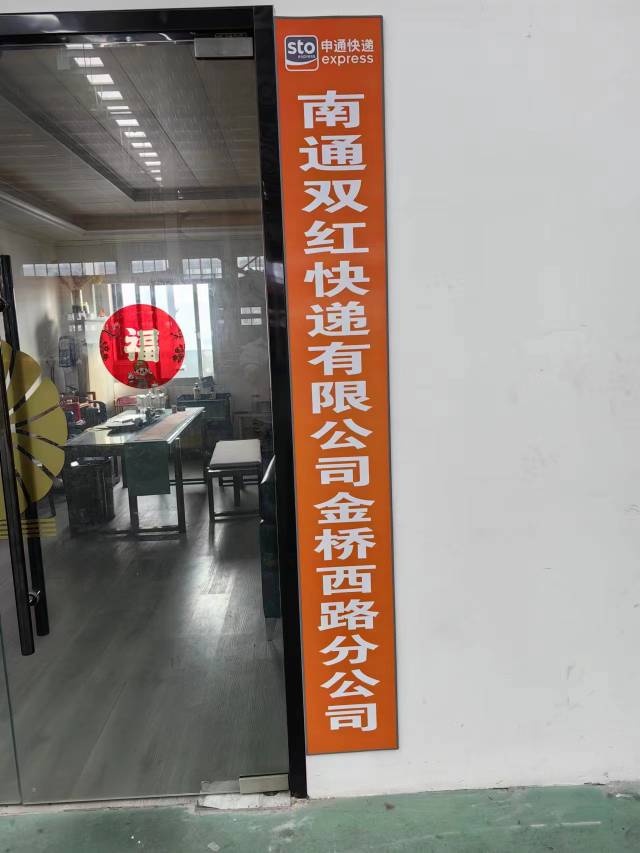 福
sto 申通快递
express express
南通双红快递有限公司金桥西路分公司